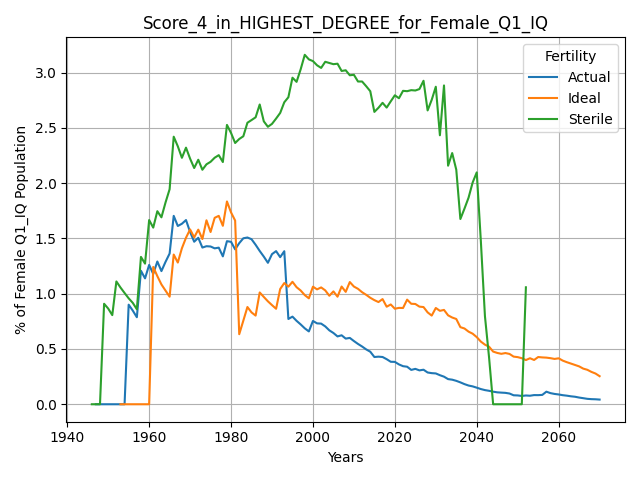 Score_4_in_HIGHEST_DEGREE_for_Female_Q1_IQ
Fertility
Actual
Ideal
Sterile
% of Female Q1_IQ Population
3.0
2.5
2.0
1.5
1.0
0.5
0.0
1940
1960
1980
2000
2020
2040
2060
Years